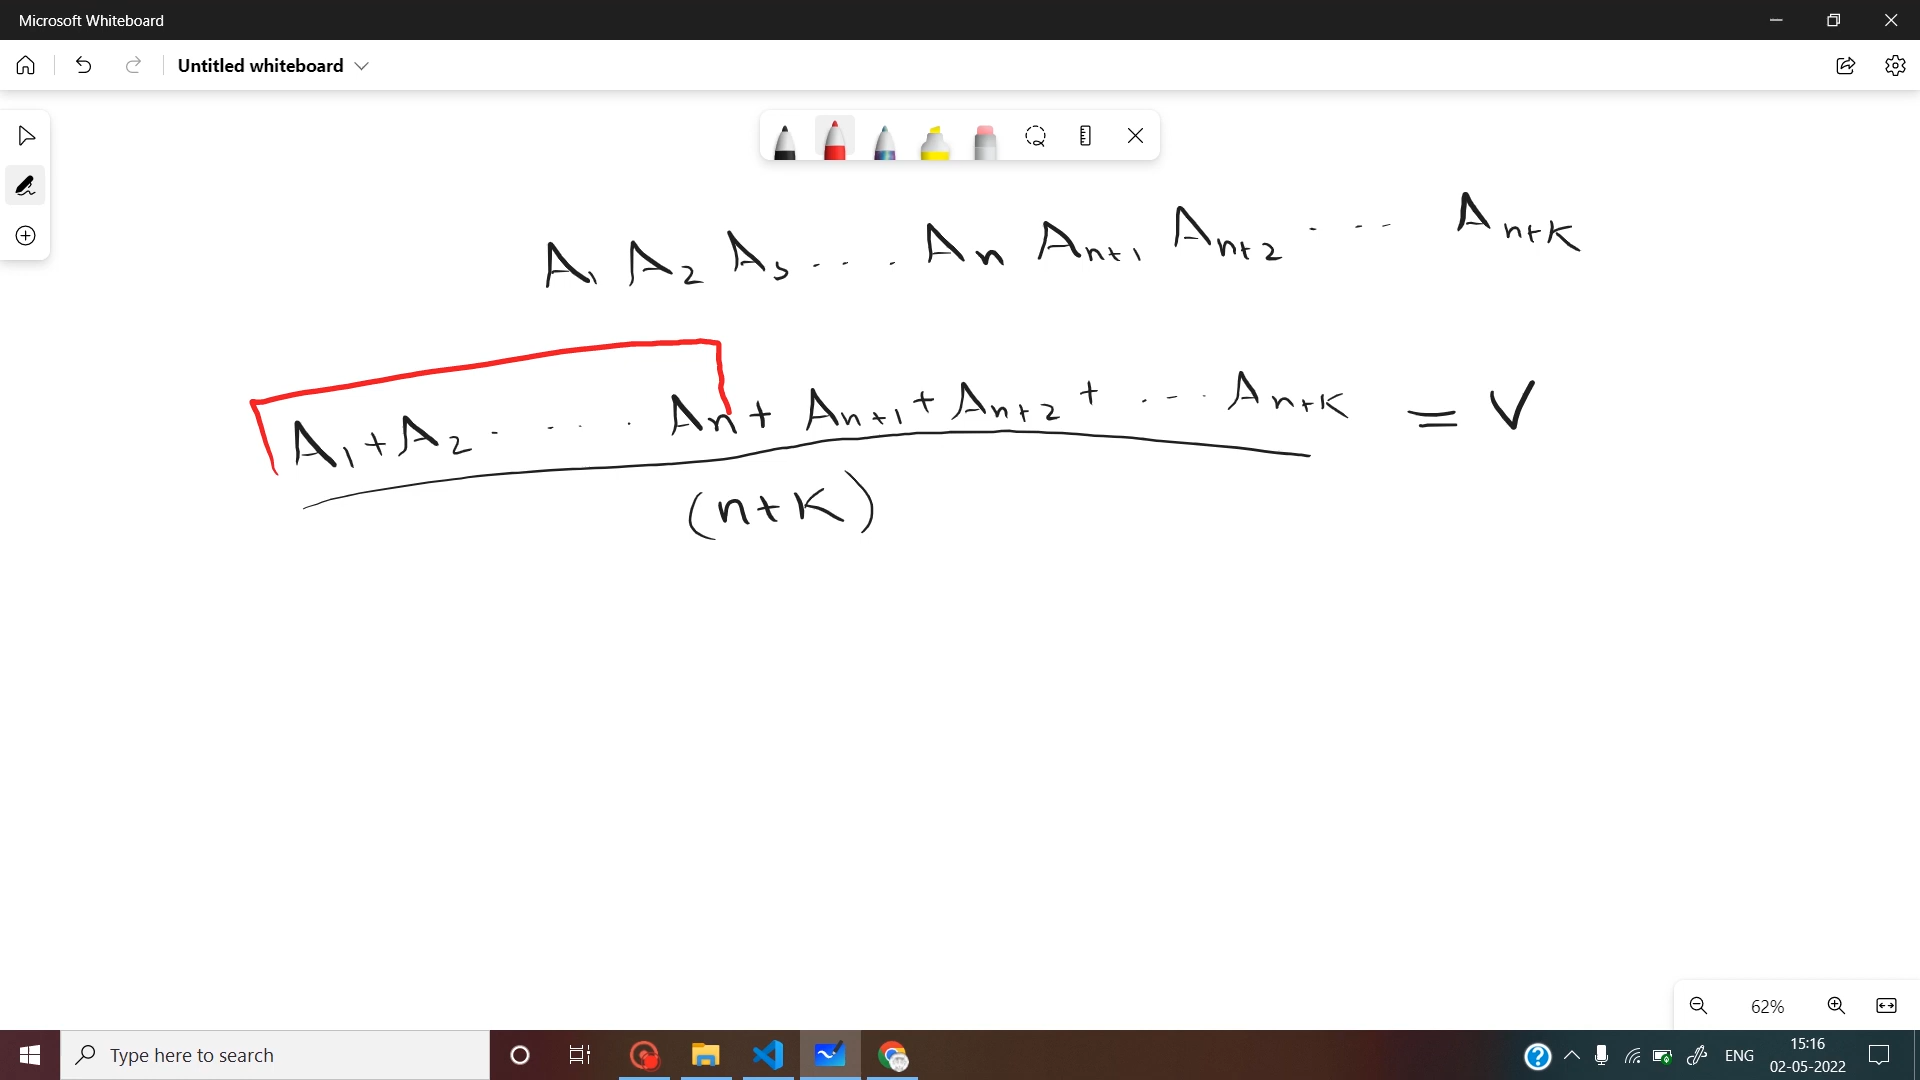 Microsoft Whiteboard
Untitled whiteboard
A₁ A₂ A₃ . . . . Aₙ Aₙ₊₁ Aₙ₊₂ . - - - Aₙ₊ₖ
A₁ + A₂ . . . . . Aₙ + Aₙ₊₁ + Aₙ₊₂ + . - - . Aₙ₊ₖ = V
(n+K)
62%
Type here to search
ENG
15:16
02-05-2022